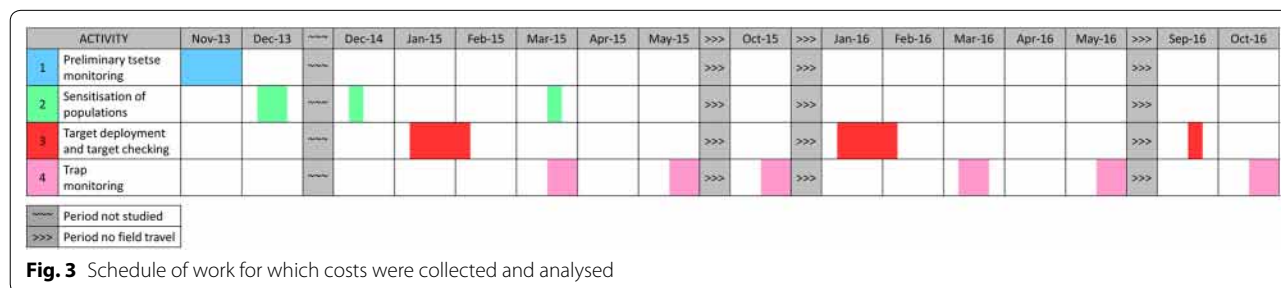 ACTIVITY Nov-13 Dec-13 ~~~ Dec-14 Jan-15 Feb-15 Mar-15 Apr-15 May-15 >>> Oct-15 >>> Jan-16 Feb-16 Mar-16 Apr-16 May-16 >>> Sep-16 Oct-16
1 Preliminary tsetse monitoring ~~~ >>> >>> >>>
2 Sensitisation of populations ~~~ >>> >>> >>>
3 Target deployment and target checking ~~~ >>> >>> >>>
4 Trap monitoring ~~~ >>> >>> >>>
~~~ Period not studied
>>> Period no field travel
Fig. 3 Schedule of work for which costs were collected and analysed